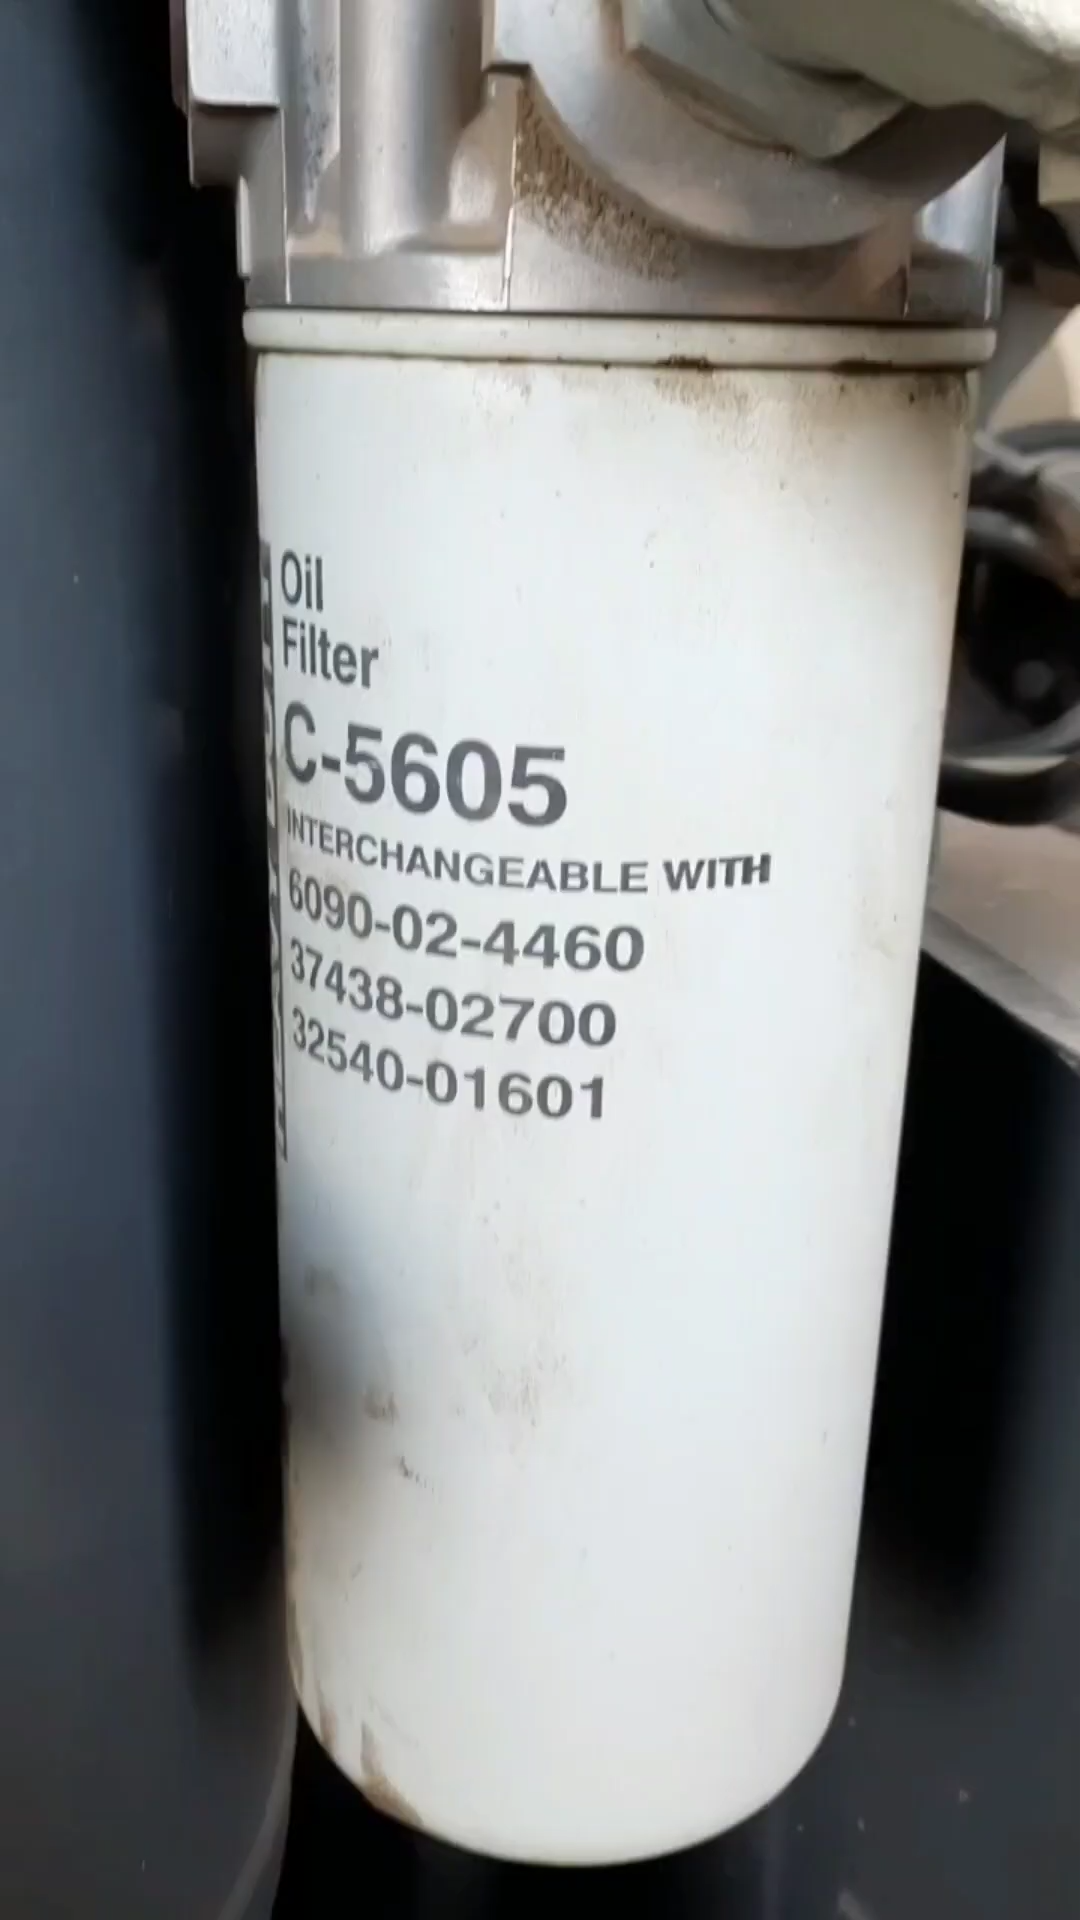 Oil
Filter
C-5605
INTERCHANGEABLE WITH
6090-02-4460
37438-02700
32540-01601